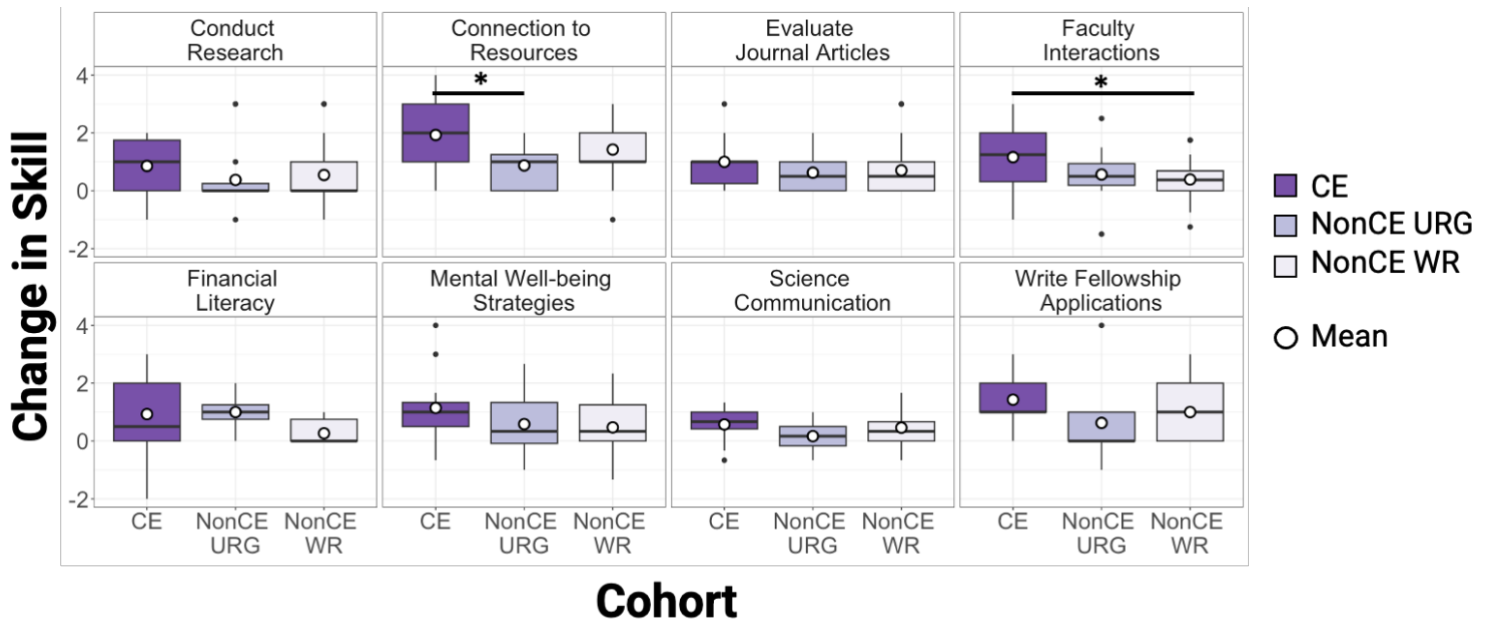 Conduct
Research
Connection to
Resources
Evaluate
Journal Articles
Faculty
Interactions
4
2
0
-2
*
*
Financial
Literacy
Mental Well-being
Strategies
Science
Communication
Write Fellowship
Applications
4
2
0
-2
CE
NonCE
URG
NonCE
WR
CE
NonCE
URG
NonCE
WR
CE
NonCE
URG
NonCE
WR
CE
NonCE
URG
NonCE
WR
Change in Skill
Cohort
CE
NonCE URG
NonCE WR
Mean